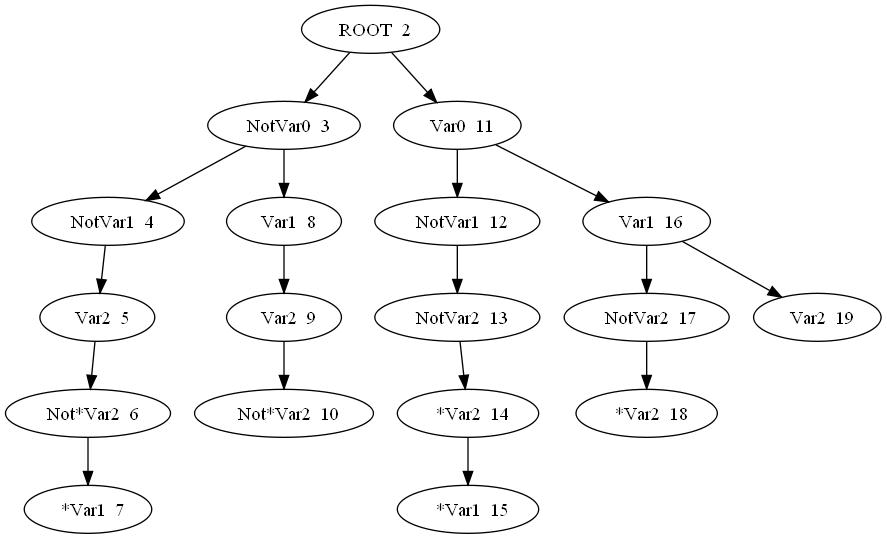 ROOT 2
NotVar0 3
Var0 11
NotVar1 4
Var1 8
NotVar1 12
Var1 16
Var2 5
Var2 9
NotVar2 13
NotVar2 17
Var2 19
Not*Var2 6
Not*Var2 10
*Var2 14
*Var2 18
*Var1 7
*Var1 15